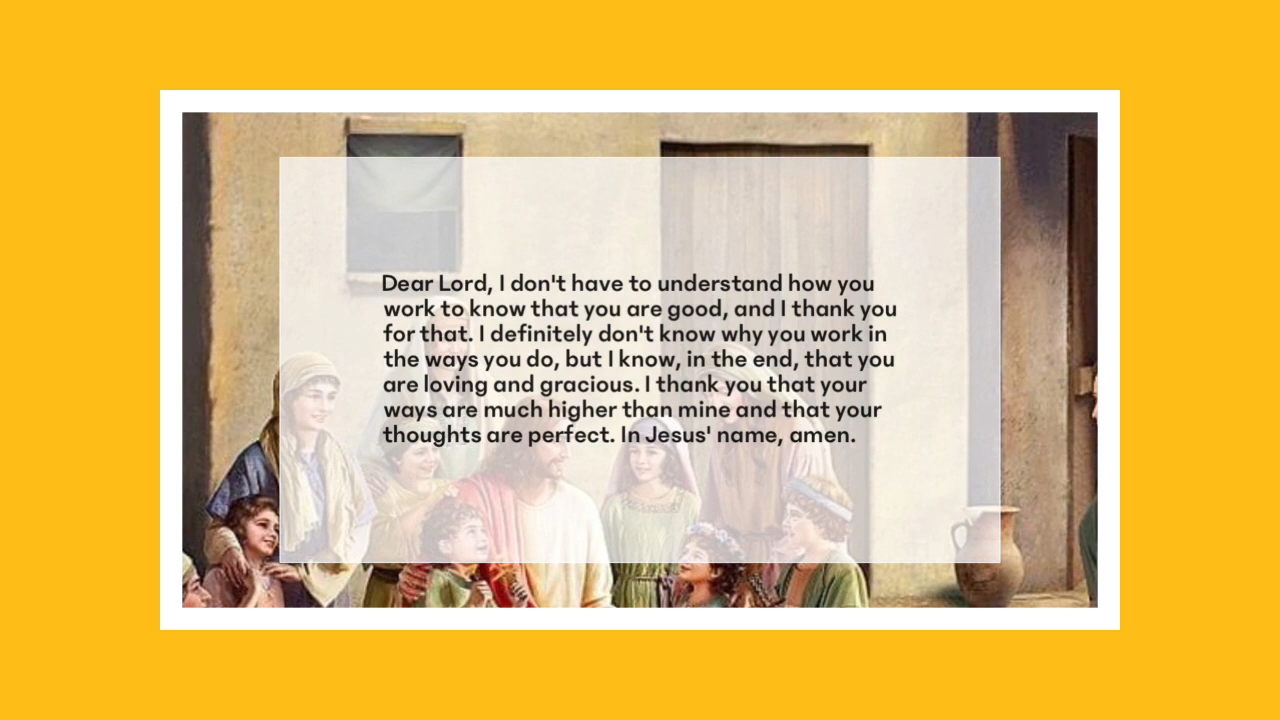 Dear Lord, I don't have to understand how you
work to know that you are good, and I thank you
for that. I definitely don't know why you work in
the ways you do, but I know, in the end, that you
are loving and gracious. I thank you that your
ways are much higher than mine and that your
thoughts are perfect. In Jesus' name, amen.